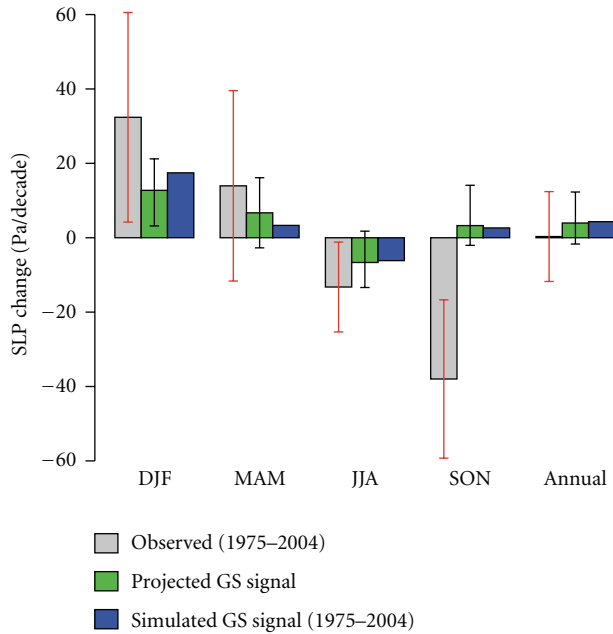 60
40
20
0
−20
−40
−60
SLP change (Pa/decade)
DJF
MAM
JJA
SON
Annual
Observed (1975–2004)
Projected GS signal
Simulated GS signal (1975–2004)